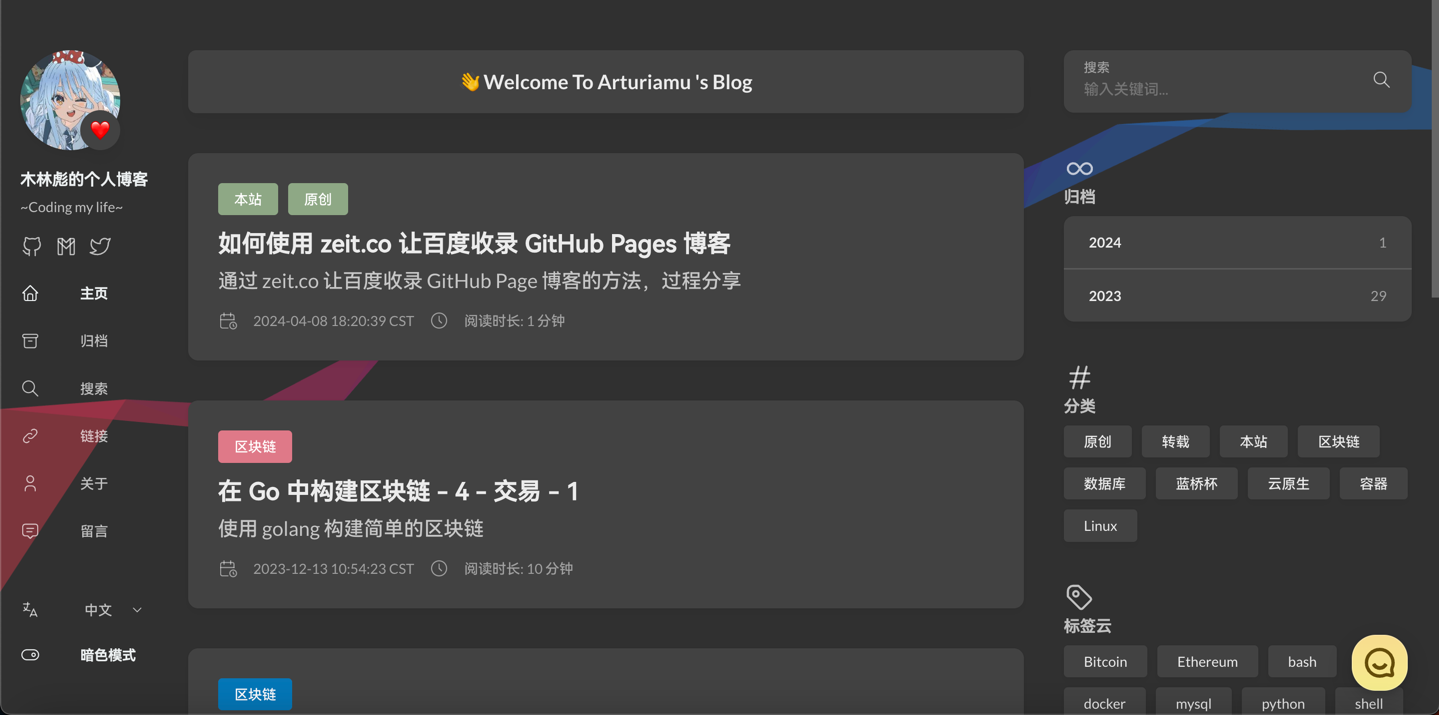 木林彪的个人博客
~Coding my life~
主页
归档
搜索
链接
关于
留言
中文
暗色模式
👋Welcome To Arturiamu 's Blog
本站 原创
如何使用 zeit.co 让百度收录 GitHub Pages 博客
通过 zeit.co 让百度收录 GitHub Page 博客的方法，过程分享
2024-04-08 18:20:39 CST 阅读时长: 1 分钟
区块链
在 Go 中构建区块链 - 4 - 交易 - 1
使用 golang 构建简单的区块链
2023-12-13 10:54:23 CST 阅读时长: 10 分钟
区块链
搜索
输入关键词...
归档
2024 1
2023 29
分类
原创 转载 本站 区块链
数据库 蓝桥杯 云原生 容器
Linux
标签云
Bitcoin Ethereum bash
docker mysql python shell